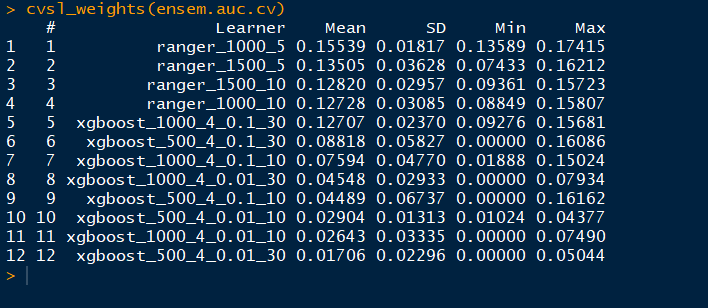 > cvsl_weights(ensem.auc.cv)
    #                Learner    Mean      SD     Min     Max
1   1          ranger_1000_5 0.15539 0.01817 0.13589 0.17415
2   2          ranger_1500_5 0.13505 0.03628 0.07433 0.16212
3   3         ranger_1500_10 0.12820 0.02957 0.09361 0.15723
4   4         ranger_1000_10 0.12728 0.03085 0.08849 0.15807
5   5  xgboost_1000_4_0.1_30 0.12707 0.02370 0.09276 0.15681
6   6   xgboost_500_4_0.1_30 0.08818 0.05827 0.00000 0.16086
7   7  xgboost_1000_4_0.1_10 0.07594 0.04770 0.01888 0.15024
8   8 xgboost_1000_4_0.01_30 0.04548 0.02933 0.00000 0.07934
9   9   xgboost_500_4_0.1_10 0.04489 0.06737 0.00000 0.16162
10 10  xgboost_500_4_0.01_10 0.02904 0.01313 0.01024 0.04377
11 11 xgboost_1000_4_0.01_10 0.02643 0.03335 0.00000 0.07490
12 12  xgboost_500_4_0.01_30 0.01706 0.02296 0.00000 0.05044
>